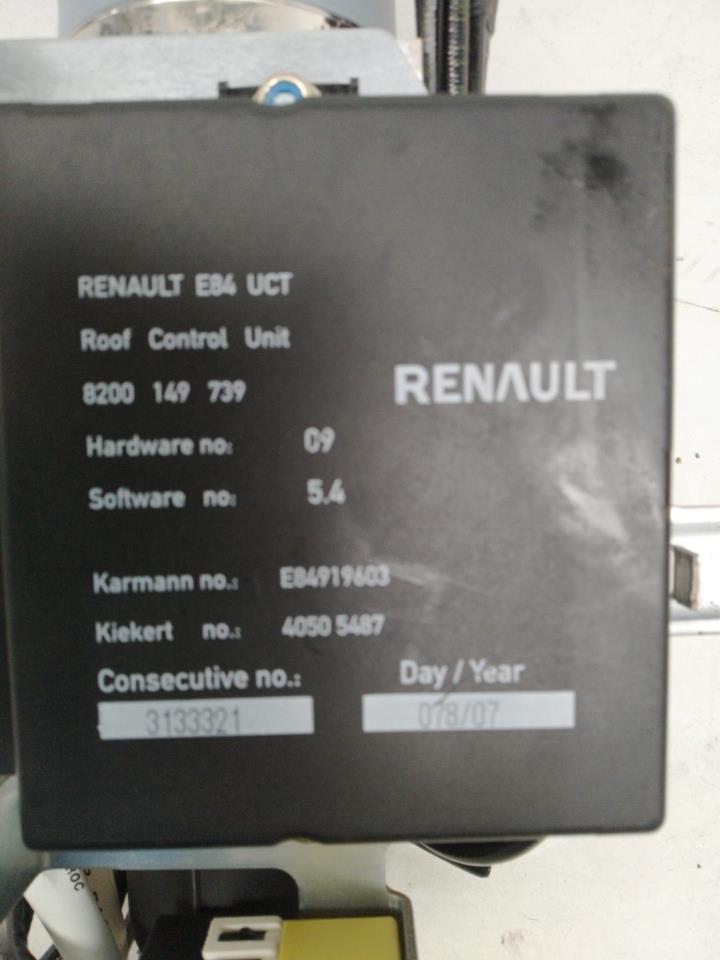 RENAULT E84 UCT
Roof Control Unit
8200 149 739
RENAULT
Hardware no: 09
Software no: 5.4
Karmann no.: E84919603
Kiekert no.: 4050 5487
Consecutive no.: Day / Year
3133321 078/07